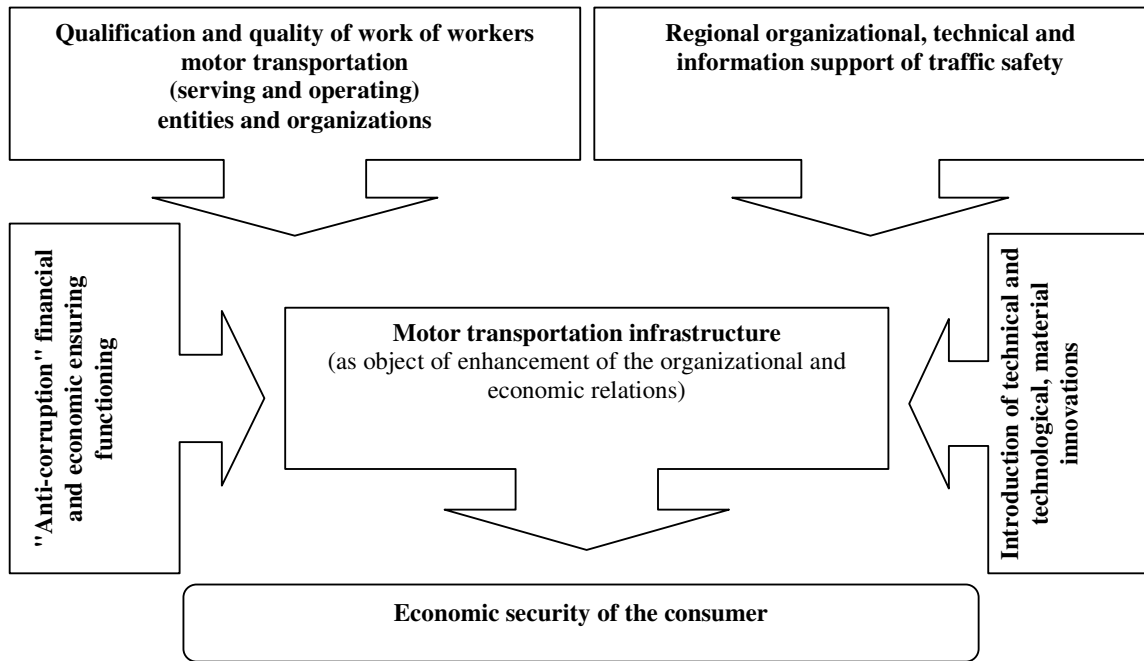 Qualification and quality of work of workers
motor transportation
(serving and operating)
entities and organizations
Regional organizational, technical and
information support of traffic safety
"Anti-corruption" financial
and economic ensuring
functioning
Motor transportation infrastructure
(as object of enhancement of the organizational and
economic relations)
Introduction of technical and
technological, material
innovations
Economic security of the consumer